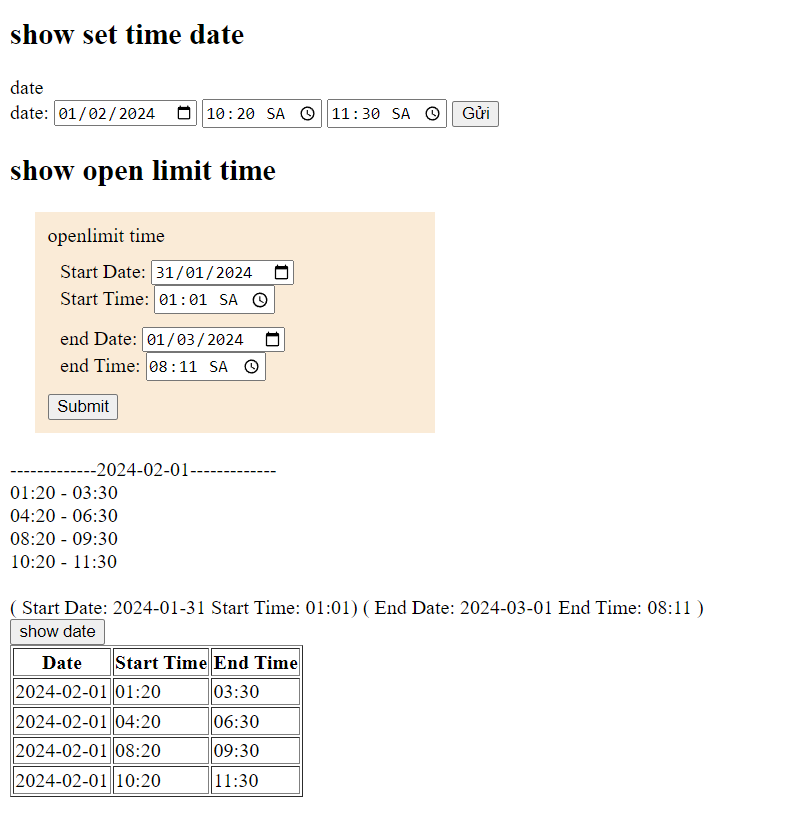 show set time date
date
date: 01/02/2024 10:20 SA 11:30 SA Gửi
show open limit time
openlimit time
Start Date: 31/01/2024
Start Time: 01:01 SA
end Date: 01/03/2024
end Time: 08:11 SA
Submit
-------------2024-02-01-------------
01:20 - 03:30
04:20 - 06:30
08:20 - 09:30
10:20 - 11:30
( Start Date: 2024-01-31 Start Time: 01:01) ( End Date: 2024-03-01 End Time: 08:11 )
show date
Date Start Time End Time
2024-02-01 01:20 03:30
2024-02-01 04:20 06:30
2024-02-01 08:20 09:30
2024-02-01 10:20 11:30